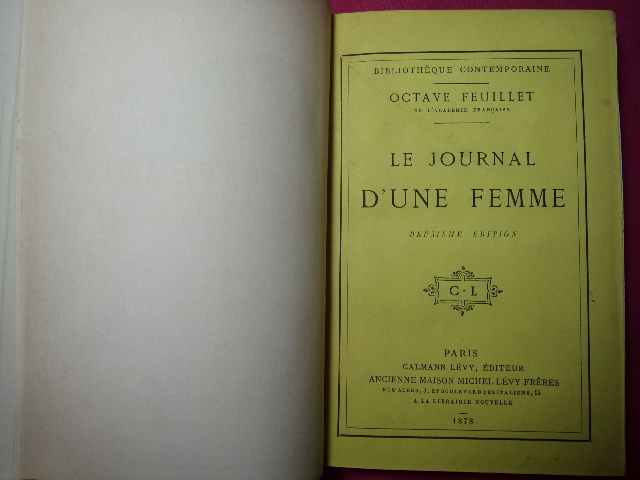 BIBLIOTHÈQUE CONTEMPORAINE
OCTAVE FEUILLET
DE L'ACADÉMIE FRANÇAISE
LE JOURNAL
D'UNE FEMME
DEUXIÈME ÉDITION
C · L
PARIS
CALMANN LÉVY, ÉDITEUR
ANCIENNE MAISON MICHEL LÉVY FRÈRES
RUE AUBER, 3, ET BOULEVARD DES ITALIENS, 15
A LA LIBRAIRIE NOUVELLE
1878